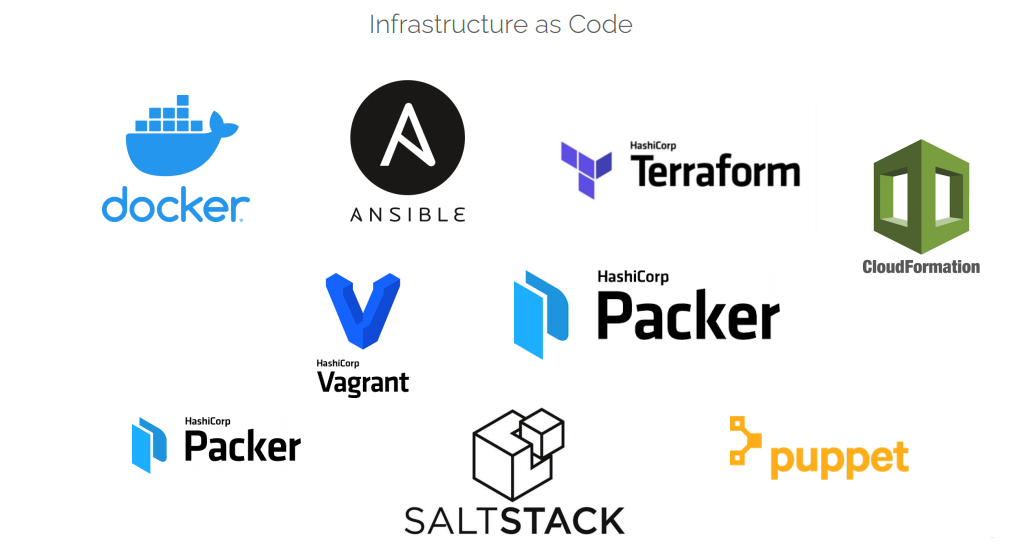 Infrastructure as Code
docker
ANSIBLE
HashiCorp
Terraform
CloudFormation
HashiCorp
Vagrant
HashiCorp
Packer
HashiCorp
Packer
SALTSTACK
puppet